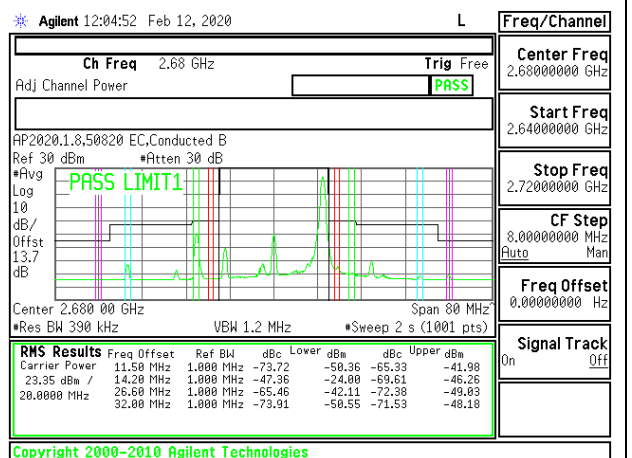 Agilent 12:04:52 Feb 12, 2020 L
Freq/Channel
Ch Freq 2.68 GHz Trig Free
Adj Channel Power PASS
Center Freq
2.68000000 GHz
Start Freq
2.64000000 GHz
AP2020.1.8,50820 EC,Conducted B
Ref 30 dBm #Atten 30 dB
#Avg
Log
10
dB/
Offst
13.7
dB
PASS LIMIT1
Stop Freq
2.72000000 GHz
CF Step
8.00000000 MHz
Auto Man
Freq Offset
0.00000000 Hz
Center 2.680 00 GHz Span 80 MHz^
#Res BW 390 kHz VBW 1.2 MHz #Sweep 2 s (1001 pts)
Signal Track
On Off
RMS Results Freq Offset Ref BW dBc Lower dBm dBc Upper dBm
Carrier Power 11.50 MHz 1.000 MHz -73.72 -50.36 -65.33 -41.98
23.35 dBm / 14.20 MHz 1.000 MHz -47.36 -24.00 -69.61 -46.26
20.0000 MHz 26.60 MHz 1.000 MHz -65.46 -42.11 -72.38 -49.03
32.00 MHz 1.000 MHz -73.91 -50.55 -71.53 -48.18
Copyright 2000-2010 Agilent Technologies